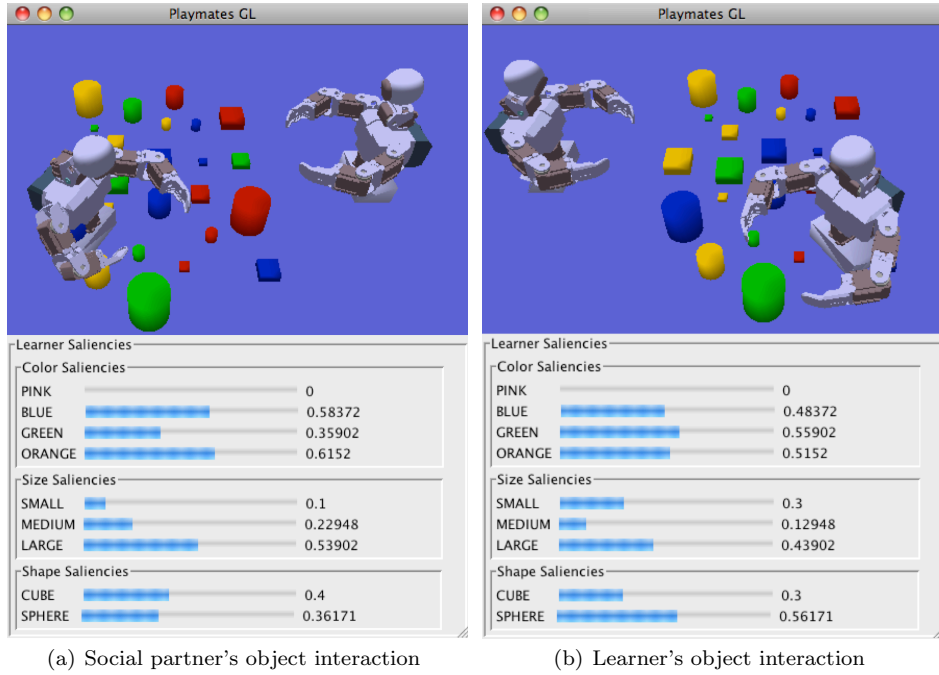 Playmates GL
Learner Saliencies
Color Saliencies
PINK 0
BLUE 0.58372
GREEN 0.35902
ORANGE 0.6152
Size Saliencies
SMALL 0.1
MEDIUM 0.22948
LARGE 0.53902
Shape Saliencies
CUBE 0.4
SPHERE 0.36171
(a) Social partner's object interaction
Playmates GL
Learner Saliencies
Color Saliencies
PINK 0
BLUE 0.48372
GREEN 0.55902
ORANGE 0.5152
Size Saliencies
SMALL 0.3
MEDIUM 0.12948
LARGE 0.43902
Shape Saliencies
CUBE 0.3
SPHERE 0.56171
(b) Learner's object interaction